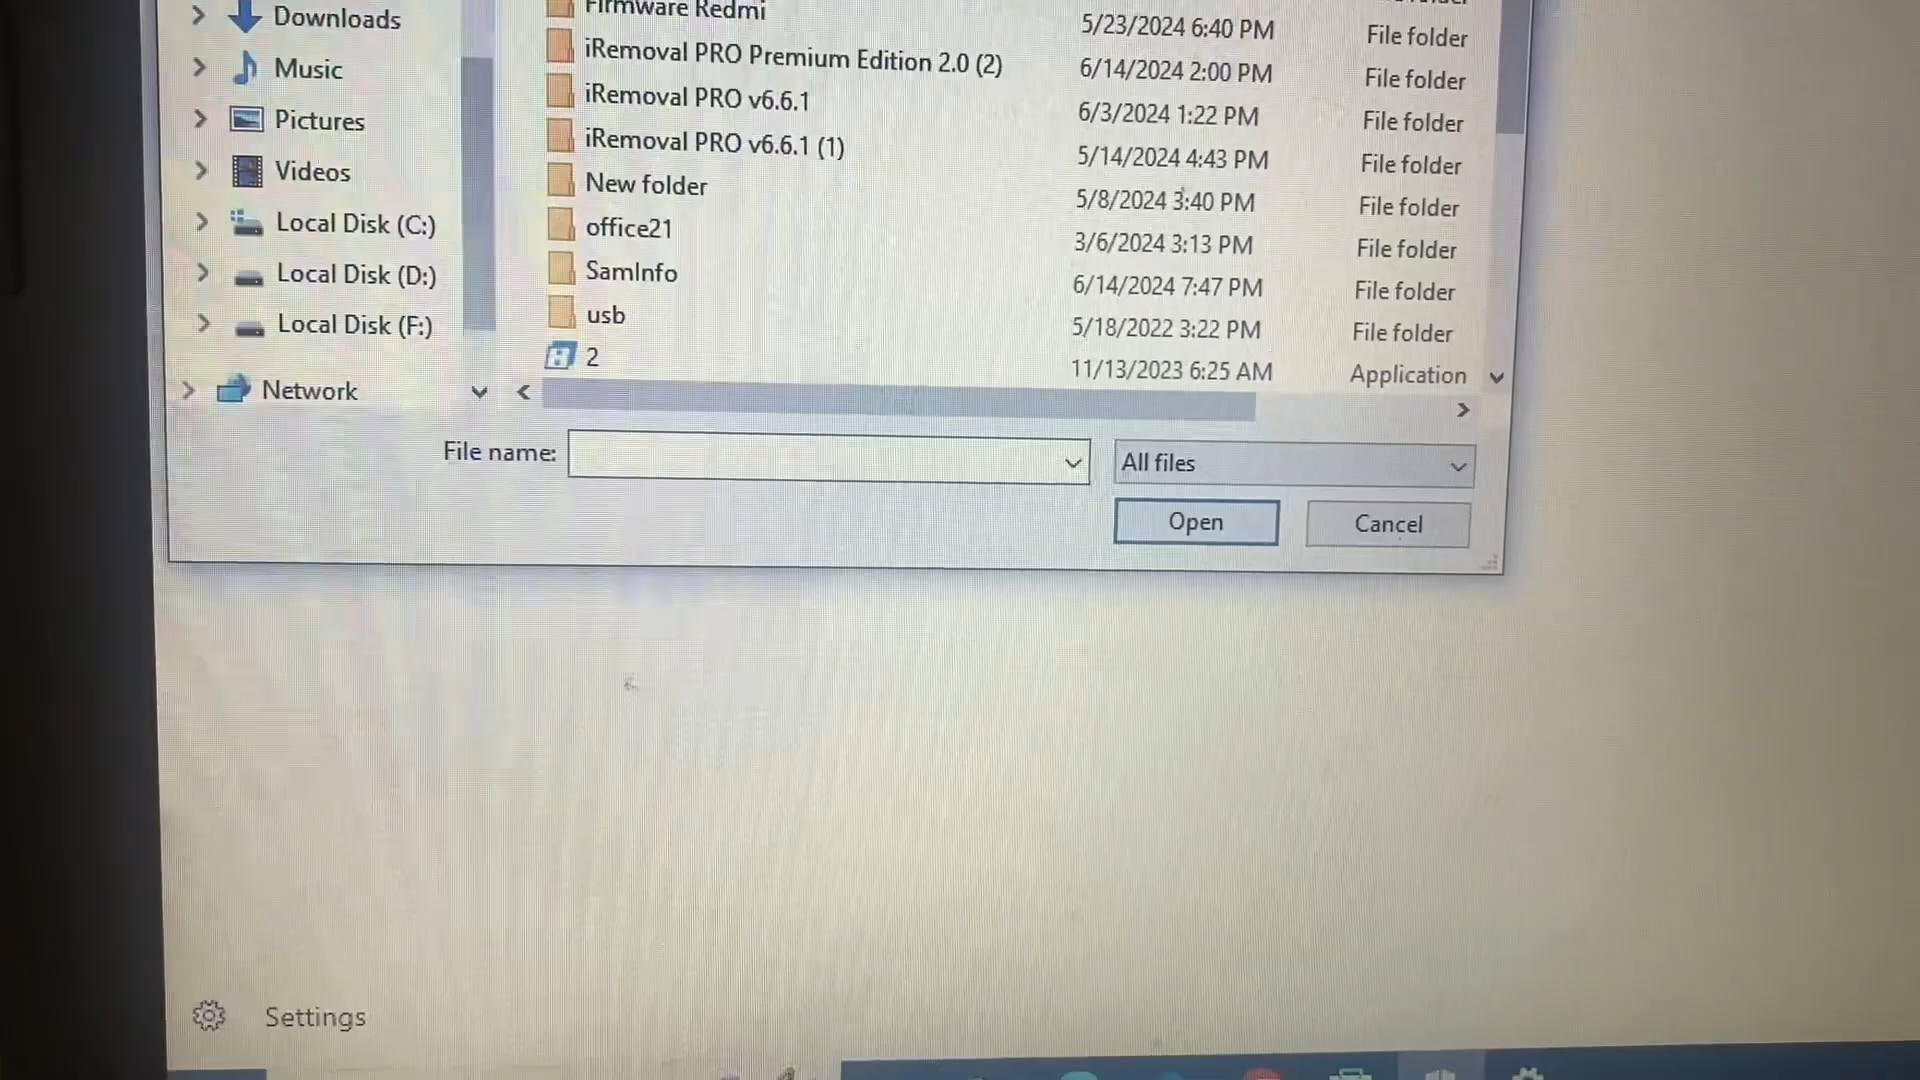 Downloads
Music
Pictures
Videos
Local Disk (C:)
Local Disk (D:)
Local Disk (F:)
Network
Firmware Redmi 5/23/2024 6:40 PM File folder
iRemoval PRO Premium Edition 2.0 (2) 6/14/2024 2:00 PM File folder
iRemoval PRO v6.6.1 6/3/2024 1:22 PM File folder
iRemoval PRO v6.6.1 (1) 5/14/2024 4:43 PM File folder
New folder 5/8/2024 3:40 PM File folder
office21 3/6/2024 3:13 PM File folder
SamInfo 6/14/2024 7:47 PM File folder
usb 5/18/2022 3:22 PM File folder
2 11/13/2023 6:25 AM Application
File name:
All files
Open
Cancel
Settings